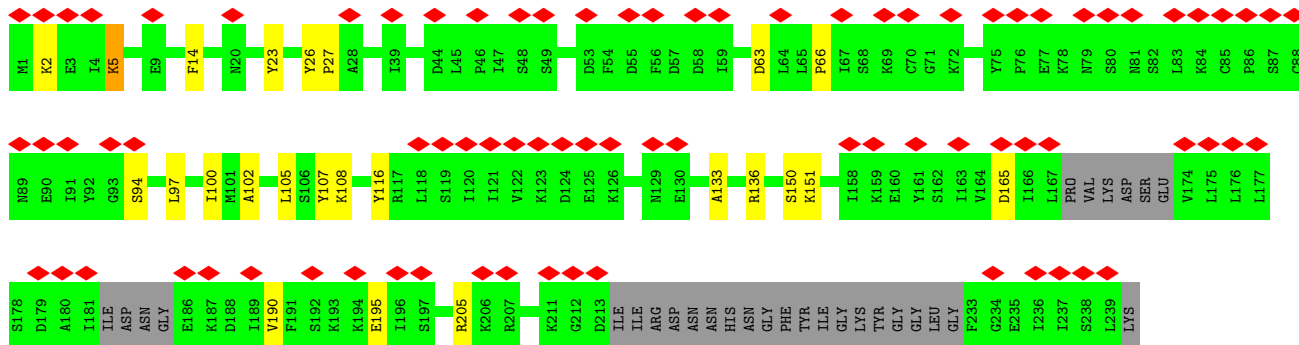 M1 K2 E3 I4 K5 E9 F14 N20 Y23 Y26 P27 A28 I39 D44 L45 P46 I47 S48 S49 D53 F54 D55 F56 D57 D58 I59 D63 L64 L65 P66 I67 S68 K69 C70 G71 K72 Y75 P76 E77 K78 N79 S80 N81 S82 L83 K84 C85 P86 S87 C88
N89 E90 I91 Y92 G93 S94 L97 I100 M101 A102 L105 S106 Y107 K108 Y116 R117 L118 S119 I120 I121 V122 K123 D124 E125 K126 N129 E130 A133 R136 S150 K151 I158 K159 E160 Y161 S162 I163 V164 D165 I166 L167 PRO VAL LYS ASP SER GLU V174 L175 L176 L177
S178 D179 A180 I181 ILE ASP ASN GLY E186 K187 D188 I189 V190 F191 S192 K193 K194 E195 I196 S197 R205 K206 R207 K211 G212 D213 ILE ILE ARG ASP ASN ASN HIS ASN GLY PHE TYR ILE GLY LYS TYR GLY GLY LEU GLY F233 G234 E235 I236 I237 S238 L239 LYS